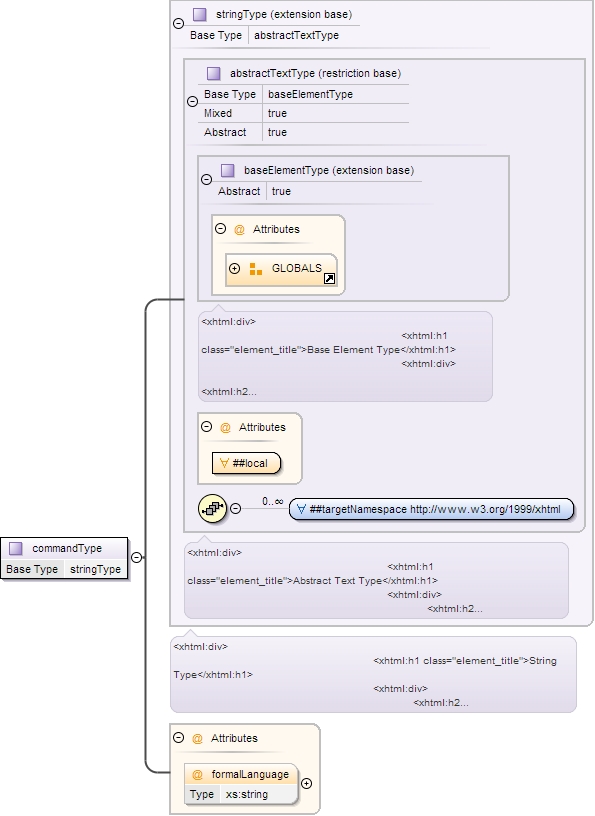 stringType (extension base)
Base Type abstractTextType
abstractTextType (restriction base)
Base Type baseElementType
Mixed true
Abstract true
baseElementType (extension base)
Abstract true
@ Attributes
GLOBALS
<xhtml:div>
<xhtml:h1
class="element_title">Base Element Type</xhtml:h1>
<xhtml:div>
<xhtml:h2...
@ Attributes
∀ ##local
0..∞
∀ ##targetNamespace http://www.w3.org/1999/xhtml
commandType
Base Type stringType
<xhtml:div>
<xhtml:h1
class="element_title">Abstract Text Type</xhtml:h1>
<xhtml:div>
<xhtml:h2...
<xhtml:div>
<xhtml:h1 class="element_title">String
Type</xhtml:h1>
<xhtml:div>
<xhtml:h2...
@ Attributes
@ formalLanguage
Type xs:string